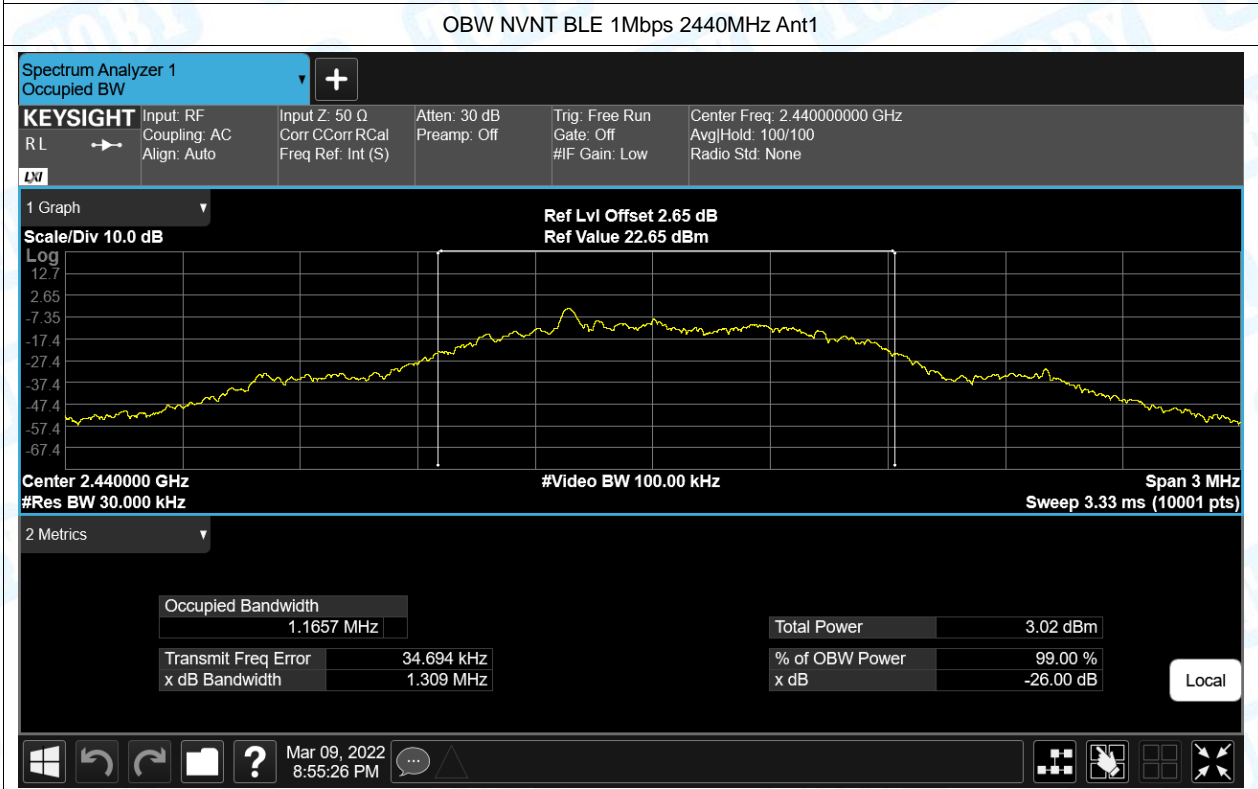 OBW NVNT BLE 1Mbps 2440MHz Ant1
Spectrum Analyzer 1
Occupied BW
KEYSIGHT
RL
LXI
Input: RF
Coupling: AC
Align: Auto
Input Z: 50 Ω
Corr CCorr RCal
Freq Ref: Int (S)
Atten: 30 dB
Preamp: Off
Trig: Free Run
Gate: Off
#IF Gain: Low
Center Freq: 2.440000000 GHz
Avg|Hold: 100/100
Radio Std: None
1 Graph
Scale/Div 10.0 dB
Ref Lvl Offset 2.65 dB
Ref Value 22.65 dBm
Log
12.7
2.65
-7.35
-17.4
-27.4
-37.4
-47.4
-57.4
-67.4
Center 2.440000 GHz
#Video BW 100.00 kHz
Span 3 MHz
#Res BW 30.000 kHz
Sweep 3.33 ms (10001 pts)
2 Metrics
Occupied Bandwidth
1.1657 MHz
Transmit Freq Error 34.694 kHz
x dB Bandwidth 1.309 MHz
Total Power 3.02 dBm
% of OBW Power 99.00 %
x dB -26.00 dB
Local
?
Mar 09, 2022
8:55:26 PM